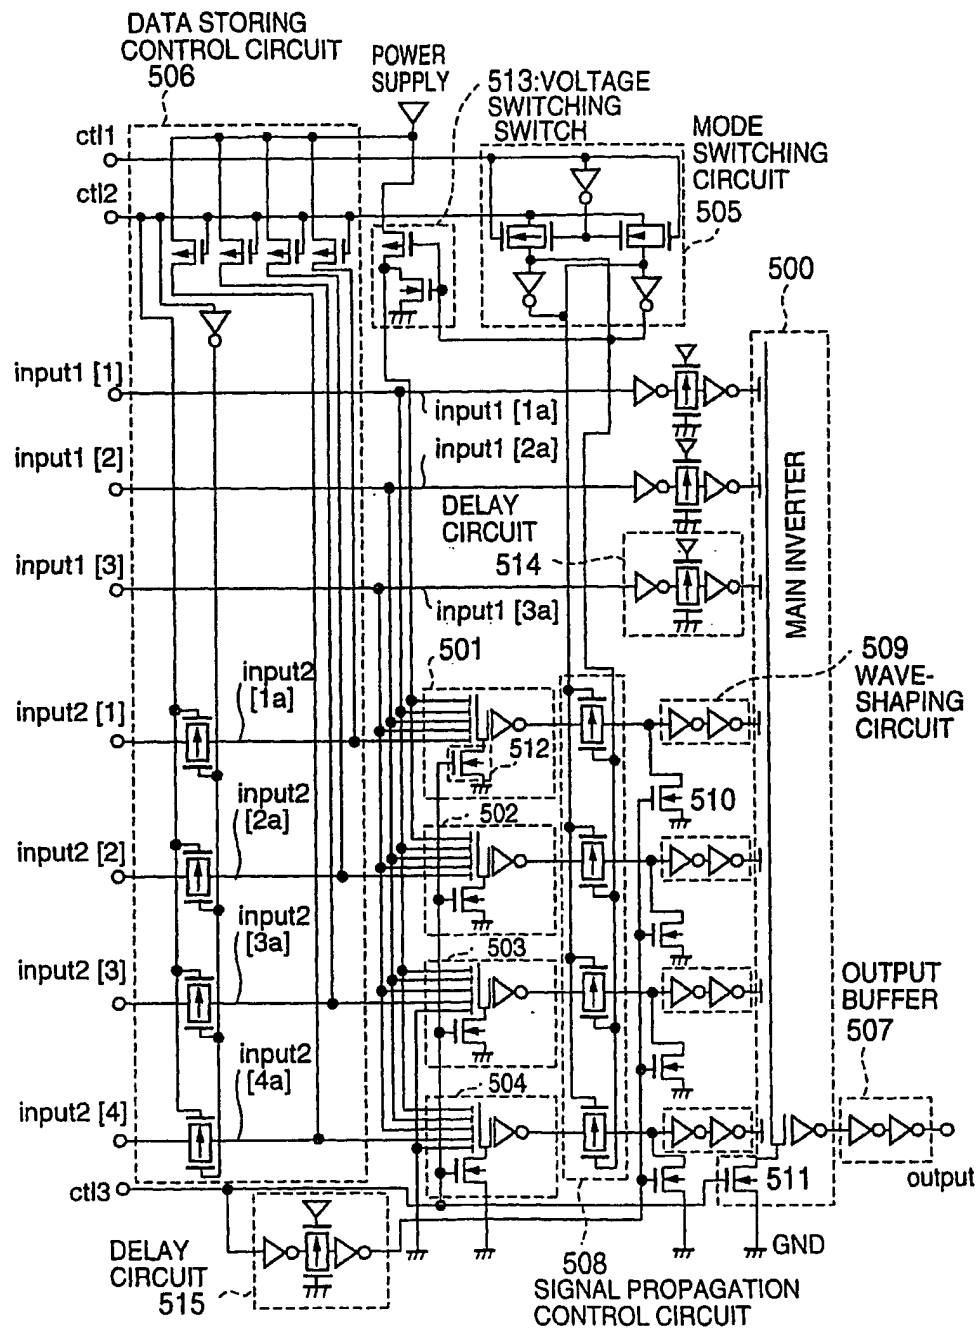 DATA STORING
CONTROL CIRCUIT
506
POWER
SUPPLY
513:VOLTAGE
SWITCHING
SWITCH
MODE
SWITCHING
CIRCUIT
505
ctl1
ctl2
500
input1 [1]
input1 [1a]
input1 [2]
input1 [2a]
DELAY
CIRCUIT
514
input1 [3]
input1 [3a]
MAIN INVERTER
501
509
WAVE-
SHAPING
CIRCUIT
input2
[1a]
input2 [1]
512
510
502
input2
[2a]
input2 [2]
503
input2
[3a]
input2 [3]
OUTPUT
BUFFER
507
504
input2
[4a]
input2 [4]
output
ctl3
511
DELAY
CIRCUIT
515
508
SIGNAL PROPAGATION
CONTROL CIRCUIT
GND